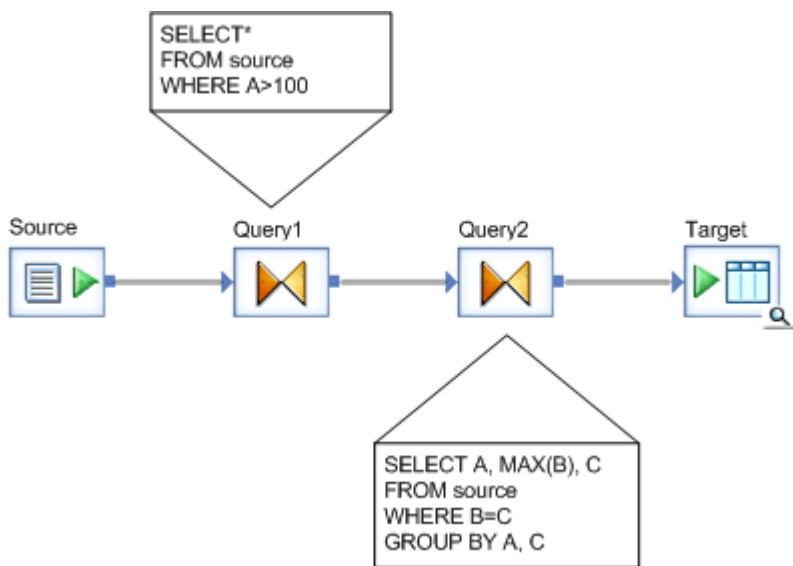 SELECT*
FROM source
WHERE A>100
Source
Query1
Query2
Target
SELECT A, MAX(B), C
FROM source
WHERE B=C
GROUP BY A, C